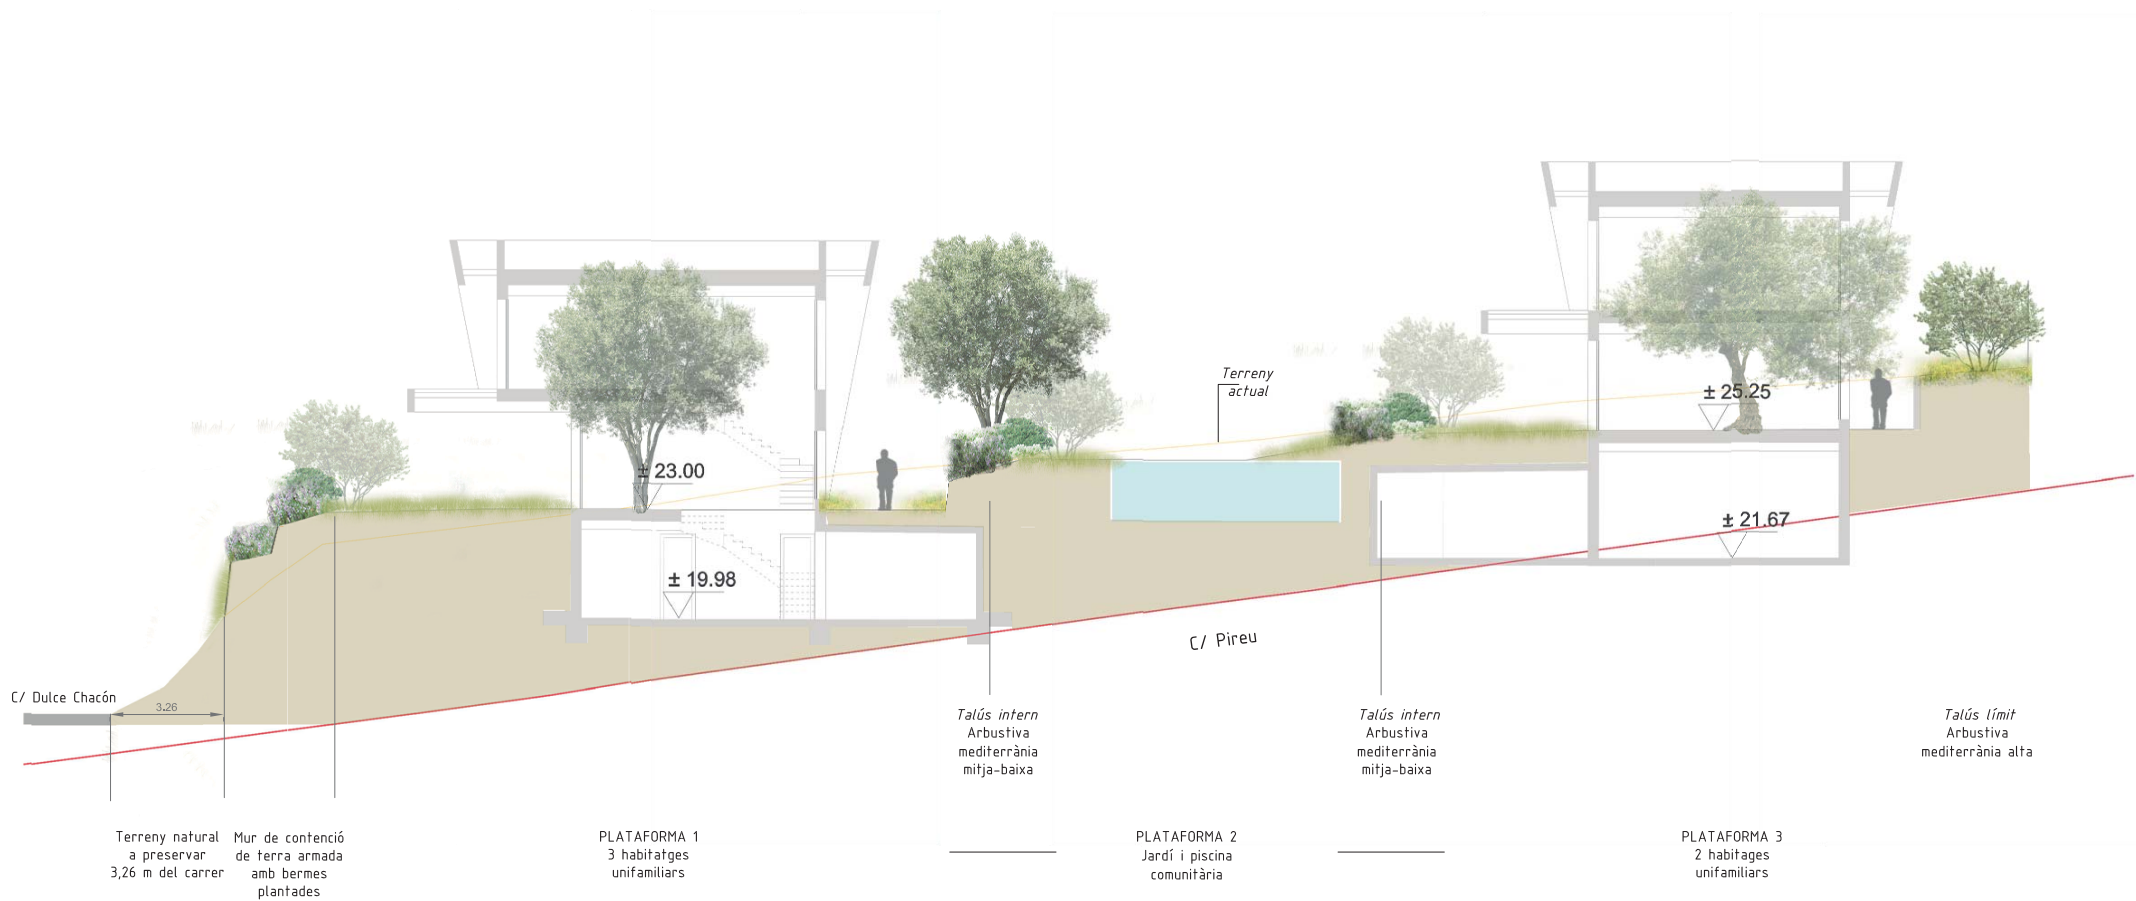 Terreny
actual
± 25.25
± 23.00
± 21.67
± 19.98
C/ Pireu
C/ Dulce Chacón
3.26
Talús intern
Arbustiva
mediterrània
mitja-baixa
Talús intern
Arbustiva
mediterrània
mitja-baixa
Talús límit
Arbustiva
mediterrània alta
Terreny natural
a preservar
3,26 m del carrer
Mur de contenció
de terra armada
amb bermes
plantades
PLATAFORMA 1
3 habitatges
unifamiliars
PLATAFORMA 2
Jardí i piscina
comunitària
PLATAFORMA 3
2 habitages
unifamiliars